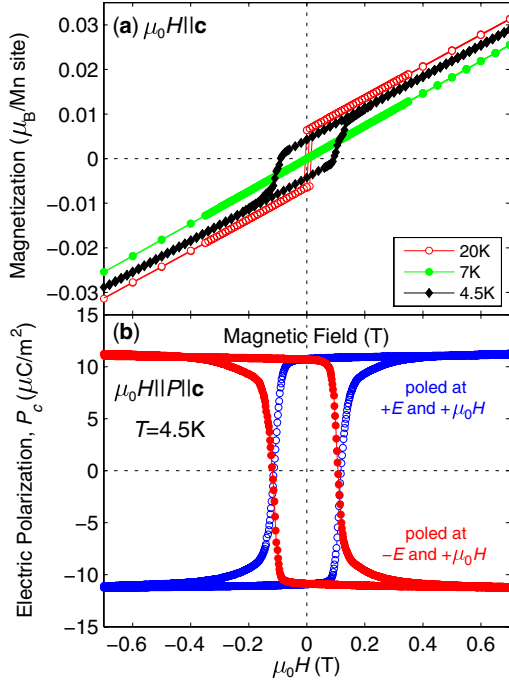 (a) μ₀H||c
Magnetization (μ_B/Mn site)
0.03
0.02
0.01
0
−0.01
−0.02
−0.03
20K
7K
4.5K
(b)
Magnetic Field (T)
Electric Polarization, P_c (μC/m²)
15
10
5
0
−5
−10
−15
μ₀H||P||c
T=4.5K
poled at
+E and +μ₀H
poled at
−E and +μ₀H
−0.6 −0.4 −0.2 0 0.2 0.4 0.6
μ₀H (T)